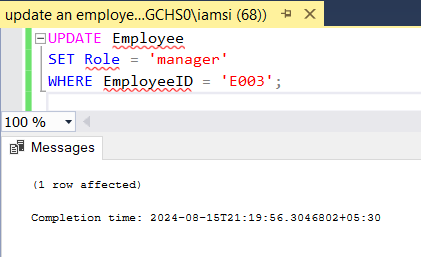 update an employe...GCHS0\iamsi (68))
UPDATE Employee
SET Role = 'manager'
WHERE EmployeeID = 'E003';
100 %
Messages
(1 row affected)
Completion time: 2024-08-15T21:19:56.3046802+05:30